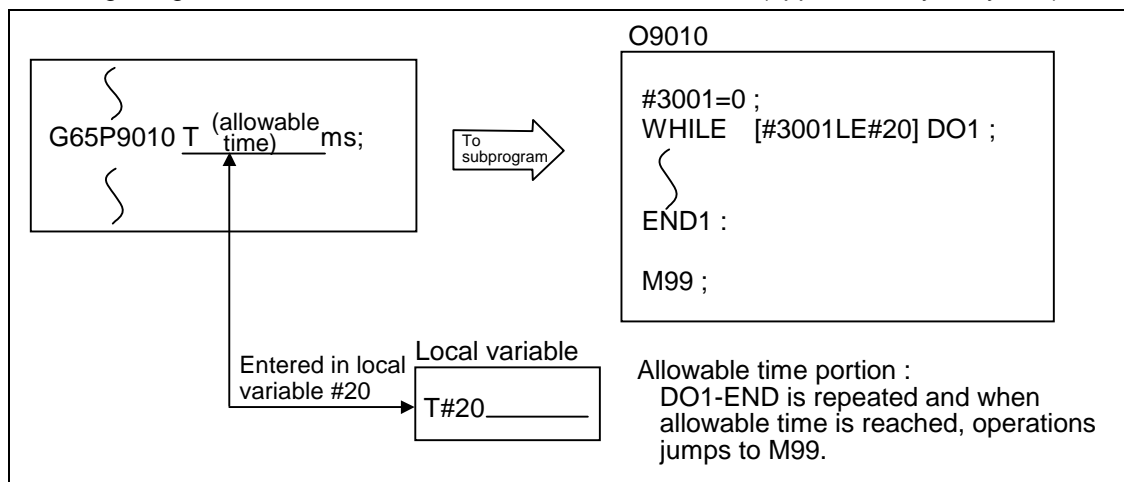 O9010
G65P9010 T (allowable time) ms;
To
subprogram
#3001=0 ;
WHILE [#3001LE#20] DO1 ;
END1 :
M99 ;
Entered in local
variable #20
Local variable
T#20
Allowable time portion :
DO1-END is repeated and when
allowable time is reached, operations
jumps to M99.